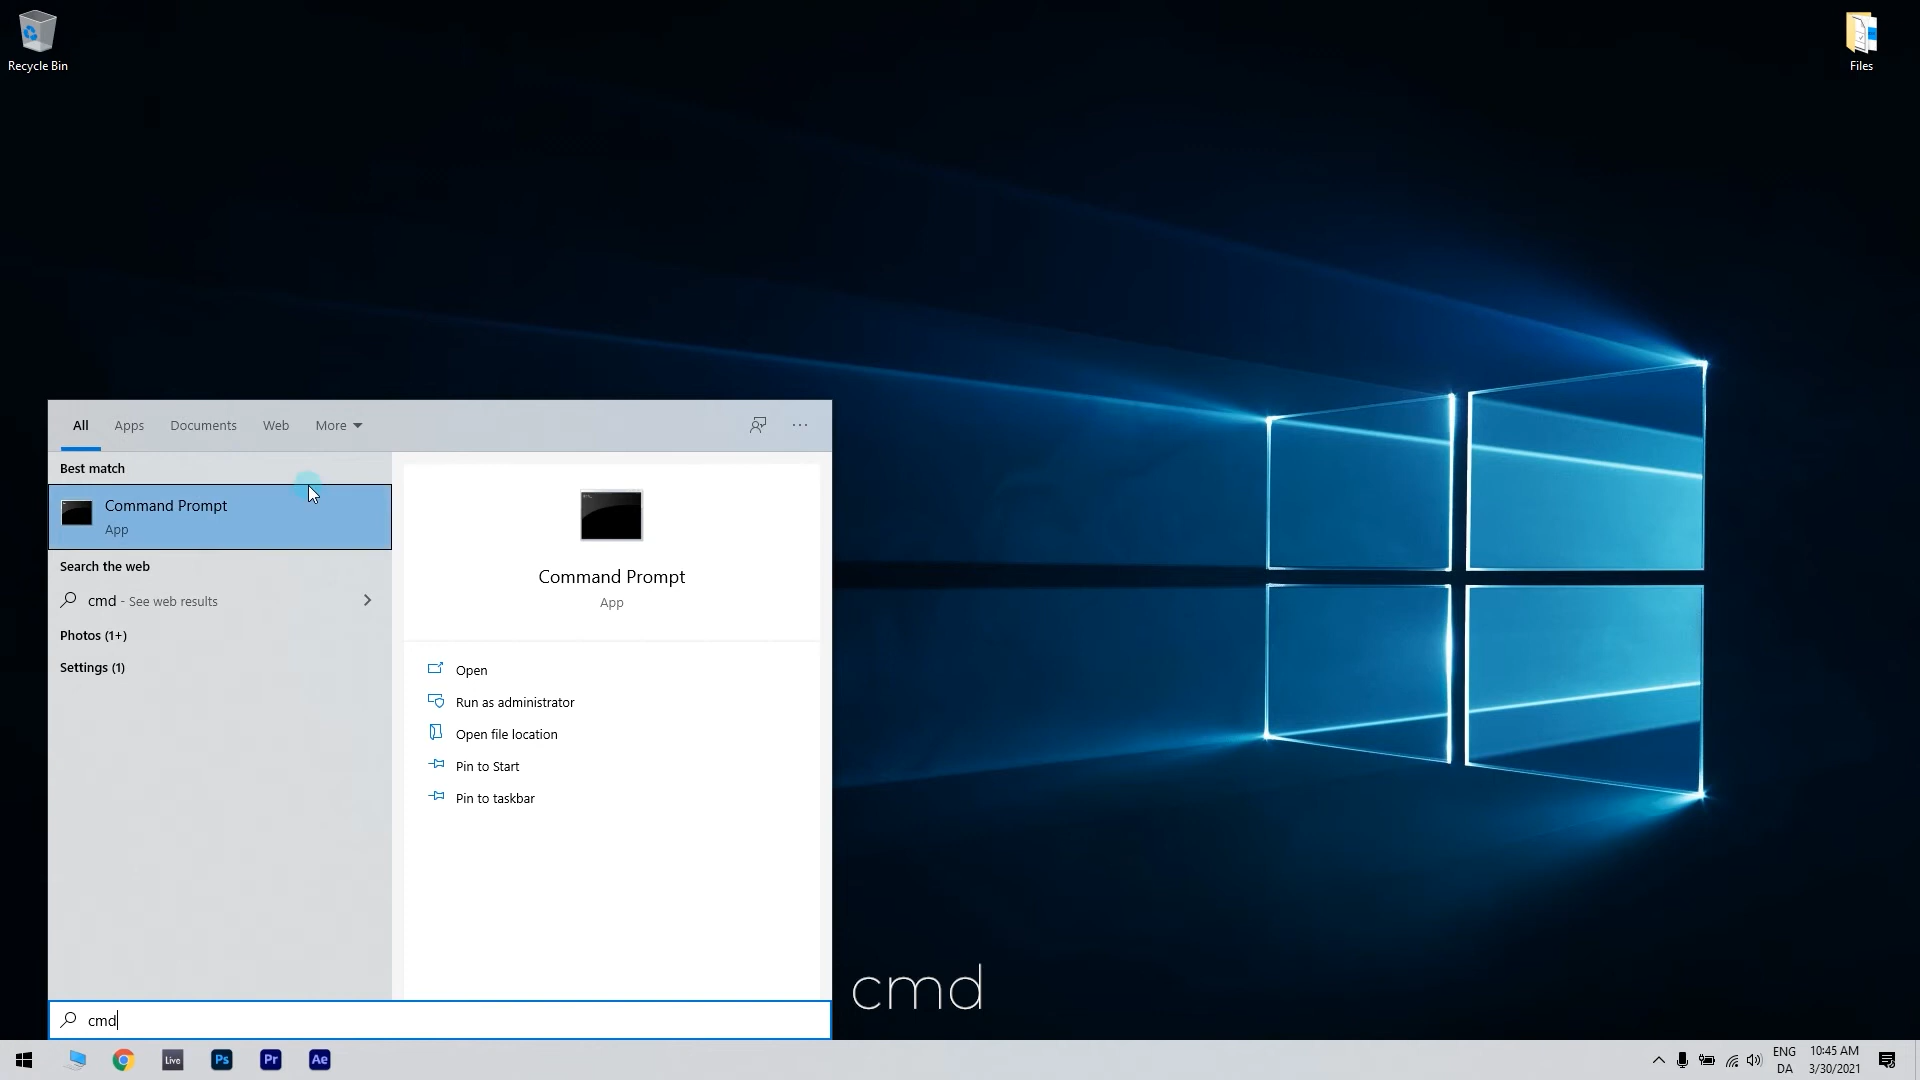 Recycle Bin
Files
All Apps Documents Web More
Best match
Command Prompt
App
Search the web
cmd - See web results
Photos (1+)
Settings (1)
Command Prompt
App
Open
Run as administrator
Open file location
Pin to Start
Pin to taskbar
cmd
cmd
Live Ps Pr Ae
ENG
DA
10:45 AM
3/30/2021